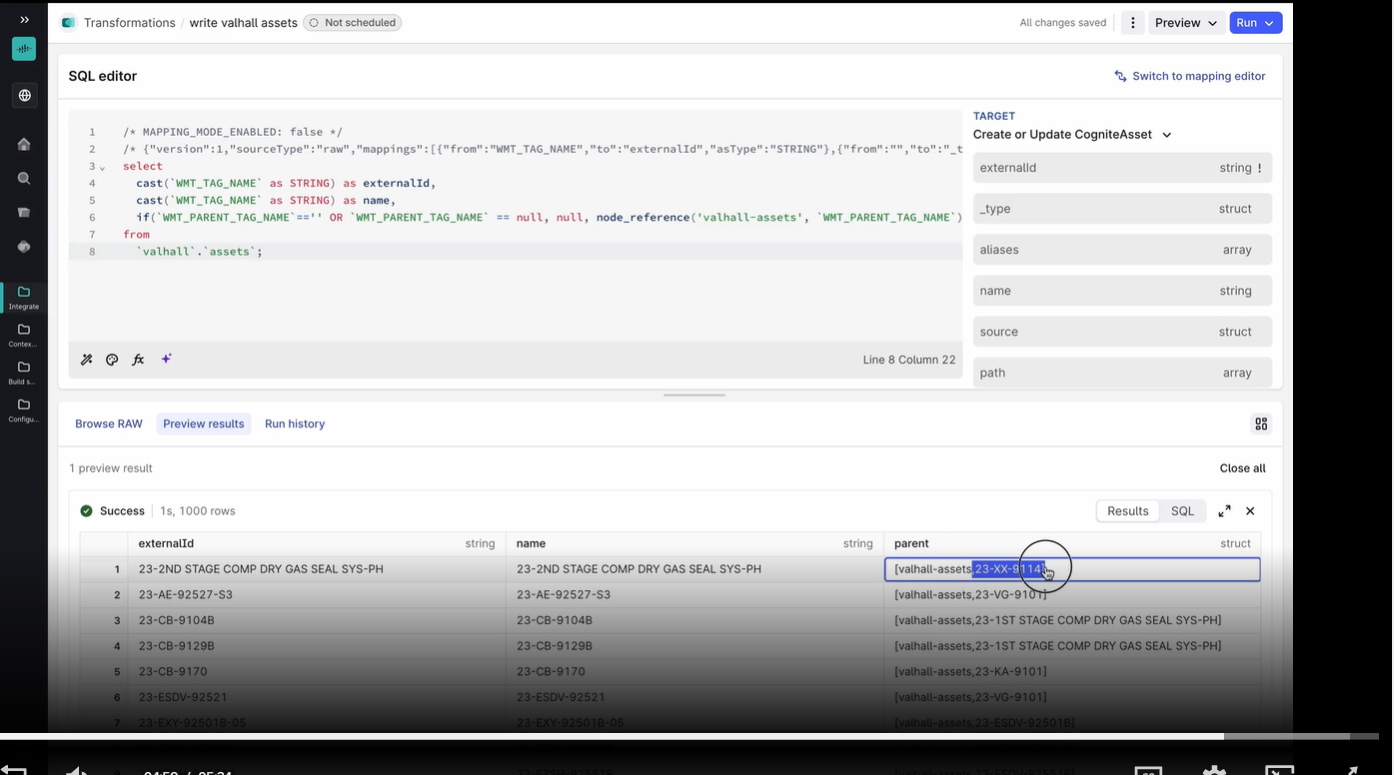 Transformations / write valhall assets Not scheduled All changes saved Preview Run
SQL editor Switch to mapping editor
1 /* MAPPING_MODE_ENABLED: false */
2 /* {"version":1,"sourceType":"raw","mappings":[{"from":"WMT_TAG_NAME","to":"externalId","asType":"STRING"},{"from":"","to":"_t
3 select
4 cast(`WMT_TAG_NAME` as STRING) as externalId,
5 cast(`WMT_TAG_NAME` as STRING) as name,
6 if(`WMT_PARENT_TAG_NAME`=='' OR `WMT_PARENT_TAG_NAME` == null, null, node_reference('valhall-assets', `WMT_PARENT_TAG_NAME`)
7 from
8 `valhall`.`assets`;
Line 8 Column 22
TARGET
Create or Update CogniteAsset
externalId string !
_type struct
aliases array
name string
source struct
path array
Integrate
Contex...
Build s...
Configu...
Browse RAW Preview results Run history
1 preview result Close all
Success 1s, 1000 rows Results SQL
externalId string name string parent struct
1 23-2ND STAGE COMP DRY GAS SEAL SYS-PH 23-2ND STAGE COMP DRY GAS SEAL SYS-PH [valhall-assets,23-XX-9114]
2 23-AE-92527-S3 23-AE-92527-S3 [valhall-assets,23-VG-9101]
3 23-CB-9104B 23-CB-9104B [valhall-assets,23-1ST STAGE COMP DRY GAS SEAL SYS-PH]
4 23-CB-9129B 23-CB-9129B [valhall-assets,23-1ST STAGE COMP DRY GAS SEAL SYS-PH]
5 23-CB-9170 23-CB-9170 [valhall-assets,23-KA-9101]
6 23-ESDV-92521 23-ESDV-92521 [valhall-assets,23-VG-9101]
7 23-EXY-92501B-05 23-EXY-92501B-05 [valhall-assets,23-ESDV-92501B]